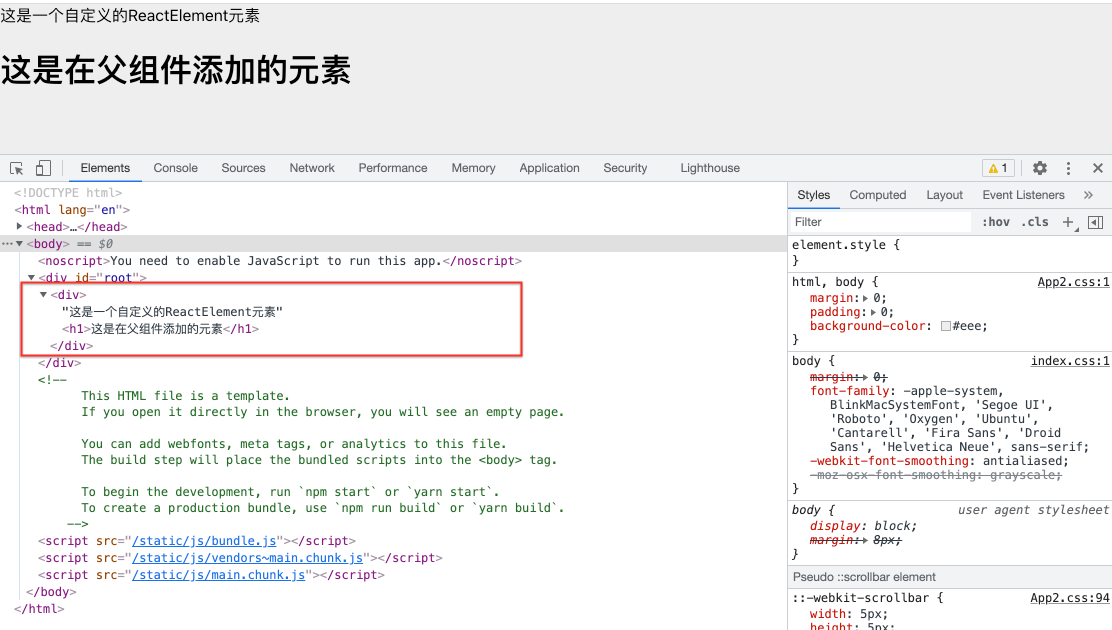 这是一个自定义的ReactElement元素
这是在父组件添加的元素
Elements Console Sources Network Performance Memory Application Security Lighthouse 1
<!DOCTYPE html>
<html lang="en">
<head>…</head>
<body> == $0
<noscript>You need to enable JavaScript to run this app.</noscript>
<div id="root">
<div>
"这是一个自定义的ReactElement元素"
<h1>这是在父组件添加的元素</h1>
</div>
</div>
<!--
This HTML file is a template.
If you open it directly in the browser, you will see an empty page.
You can add webfonts, meta tags, or analytics to this file.
The build step will place the bundled scripts into the <body> tag.
To begin the development, run `npm start` or `yarn start`.
To create a production bundle, use `npm run build` or `yarn build`.
-->
<script src="/static/js/bundle.js"></script>
<script src="/static/js/vendors~main.chunk.js"></script>
<script src="/static/js/main.chunk.js"></script>
</body>
</html>
Styles Computed Layout Event Listeners »
Filter :hov .cls +
element.style {
}
html, body { App2.css:1
margin: 0;
padding: 0;
background-color: #eee;
}
body { index.css:1
margin: 0;
font-family: -apple-system,
BlinkMacSystemFont, 'Segoe UI',
'Roboto', 'Oxygen', 'Ubuntu',
'Cantarell', 'Fira Sans', 'Droid
Sans', 'Helvetica Neue', sans-serif;
-webkit-font-smoothing: antialiased;
-moz-osx-font-smoothing: grayscale;
}
body { user agent stylesheet
display: block;
margin: 8px;
}
Pseudo ::scrollbar element
::-webkit-scrollbar { App2.css:94
width: 5px;
height: 5px;